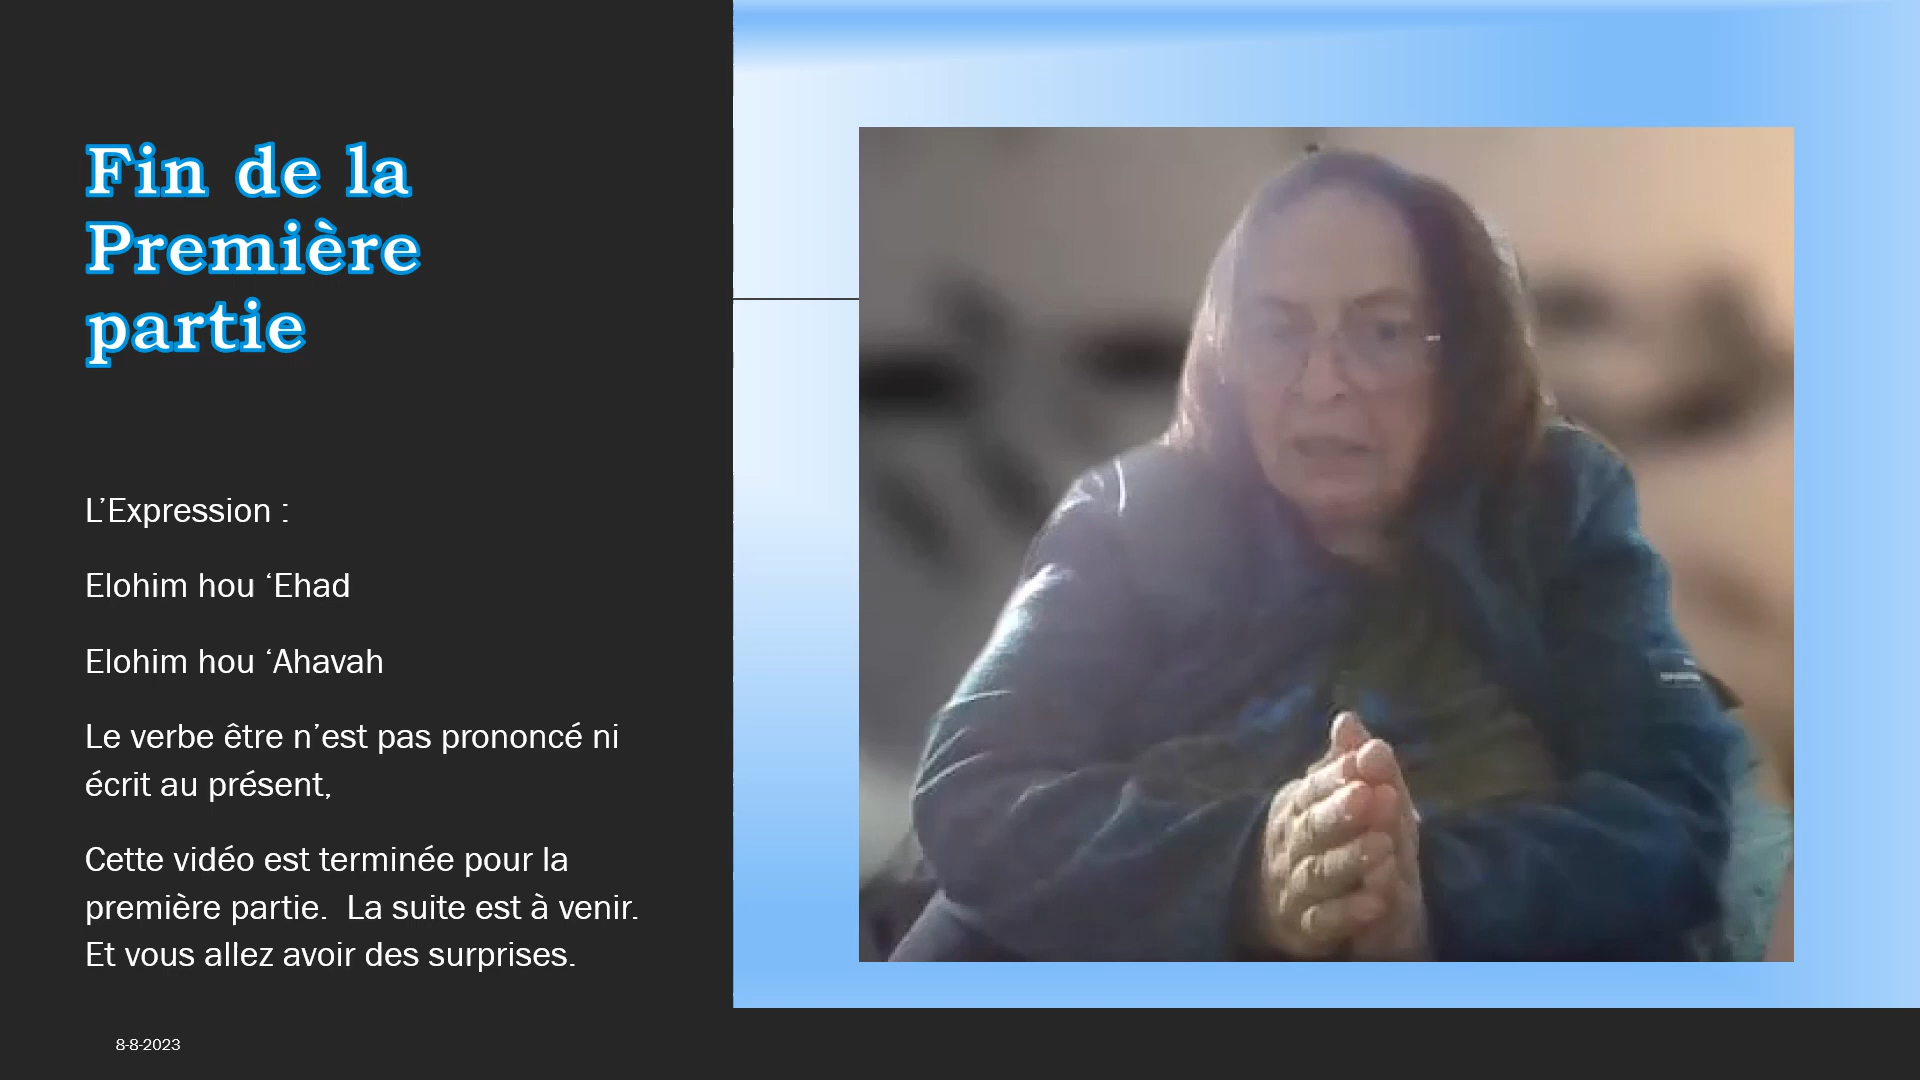 Fin de la
Première
partie
L’Expression :
Elohim hou ‘Ehad
Elohim hou ‘Ahavah
Le verbe être n’est pas prononcé ni
écrit au présent,
Cette vidéo est terminée pour la
première partie.  La suite est à venir.
Et vous allez avoir des surprises.
8-8-2023